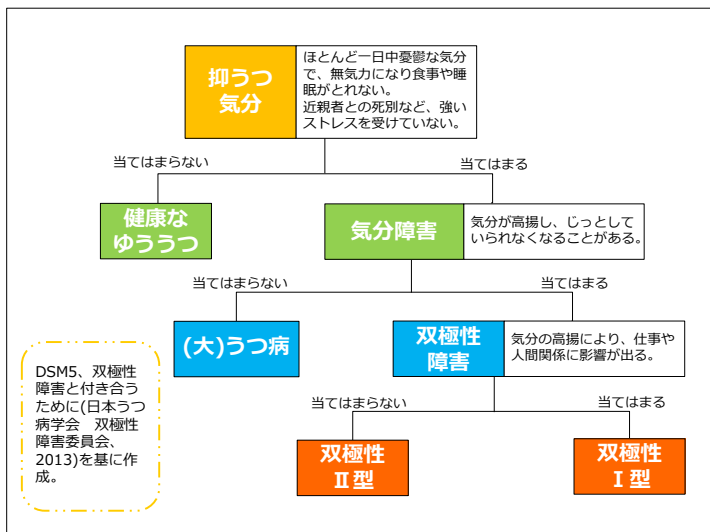 抑うつ
気分
ほとんど一日中憂鬱な気分
で、無気力になり食事や睡
眠がとれない。
近親者との死別など、強い
ストレスを受けていない。
当てはまらない
当てはまる
健康な
ゆううつ
気分障害
気分が高揚し、じっとして
いられなくなることがある。
当てはまらない
当てはまる
(大)うつ病
双極性
障害
気分の高揚により、仕事や
人間関係に影響が出る。
当てはまらない
当てはまる
双極性
Ⅱ型
双極性
Ⅰ型
DSM5、双極性
障害と付き合う
ために(日本うつ
病学会　双極性
障害委員会、
2013)を基に作
成。